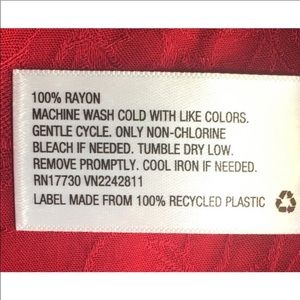 100% RAYON
MACHINE WASH COLD WITH LIKE COLORS.
GENTLE CYCLE. ONLY NON-CHLORINE
BLEACH IF NEEDED. TUMBLE DRY LOW.
REMOVE PROMPTLY. COOL IRON IF NEEDED.
RN17730 VN2242811
LABEL MADE FROM 100% RECYCLED PLASTIC